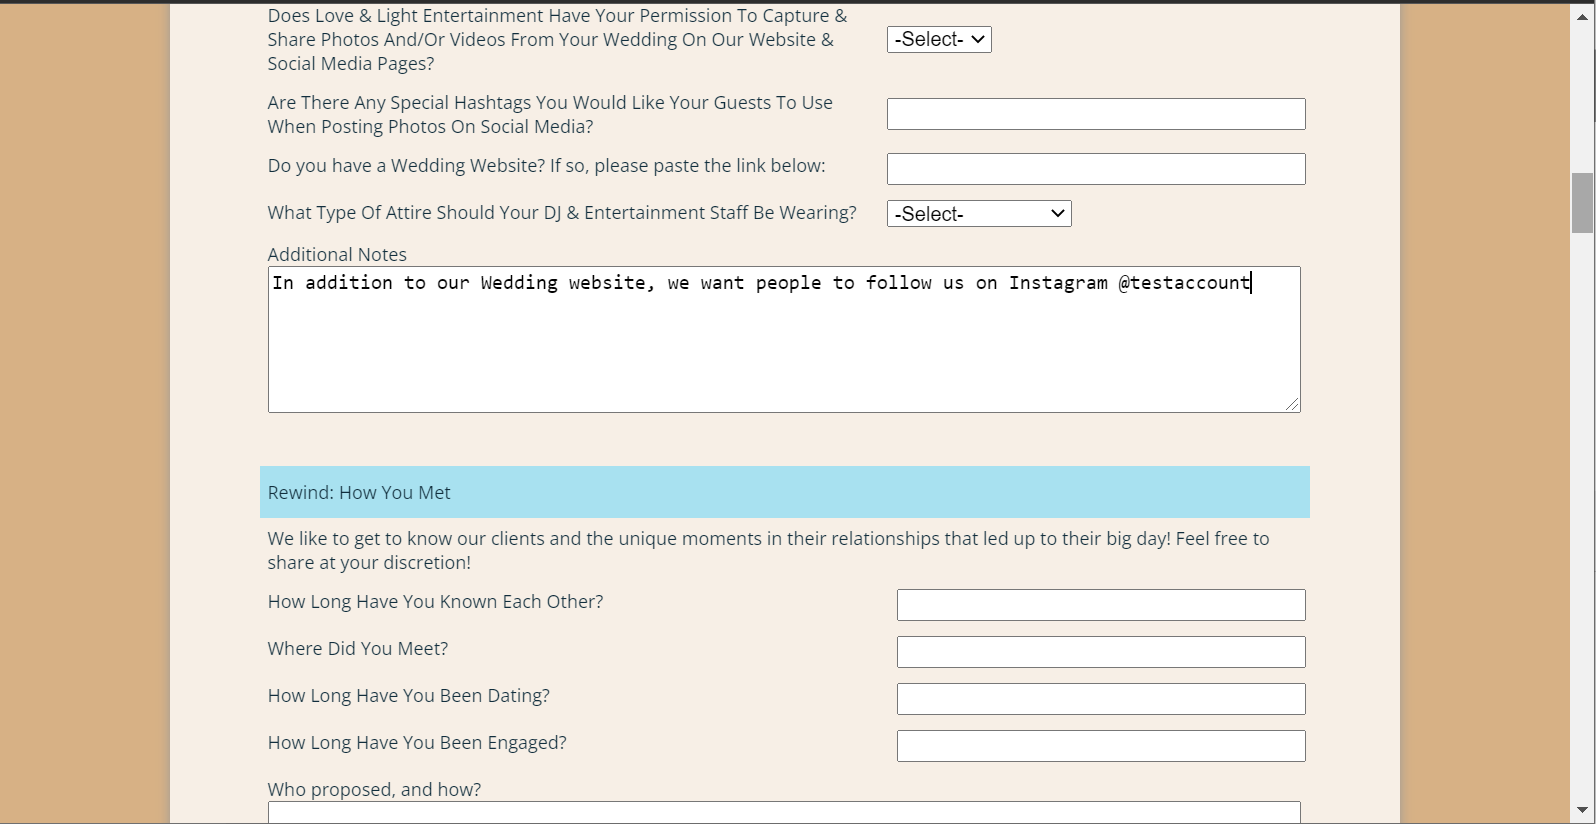 Does Love & Light Entertainment Have Your Permission To Capture &
Share Photos And/Or Videos From Your Wedding On Our Website &
Social Media Pages?
-Select-
Are There Any Special Hashtags You Would Like Your Guests To Use
When Posting Photos On Social Media?
Do you have a Wedding Website? If so, please paste the link below:
What Type Of Attire Should Your DJ & Entertainment Staff Be Wearing?
-Select-
Additional Notes
In addition to our Wedding website, we want people to follow us on Instagram @testaccount
Rewind: How You Met
We like to get to know our clients and the unique moments in their relationships that led up to their big day! Feel free to
share at your discretion!
How Long Have You Known Each Other?
Where Did You Meet?
How Long Have You Been Dating?
How Long Have You Been Engaged?
Who proposed, and how?